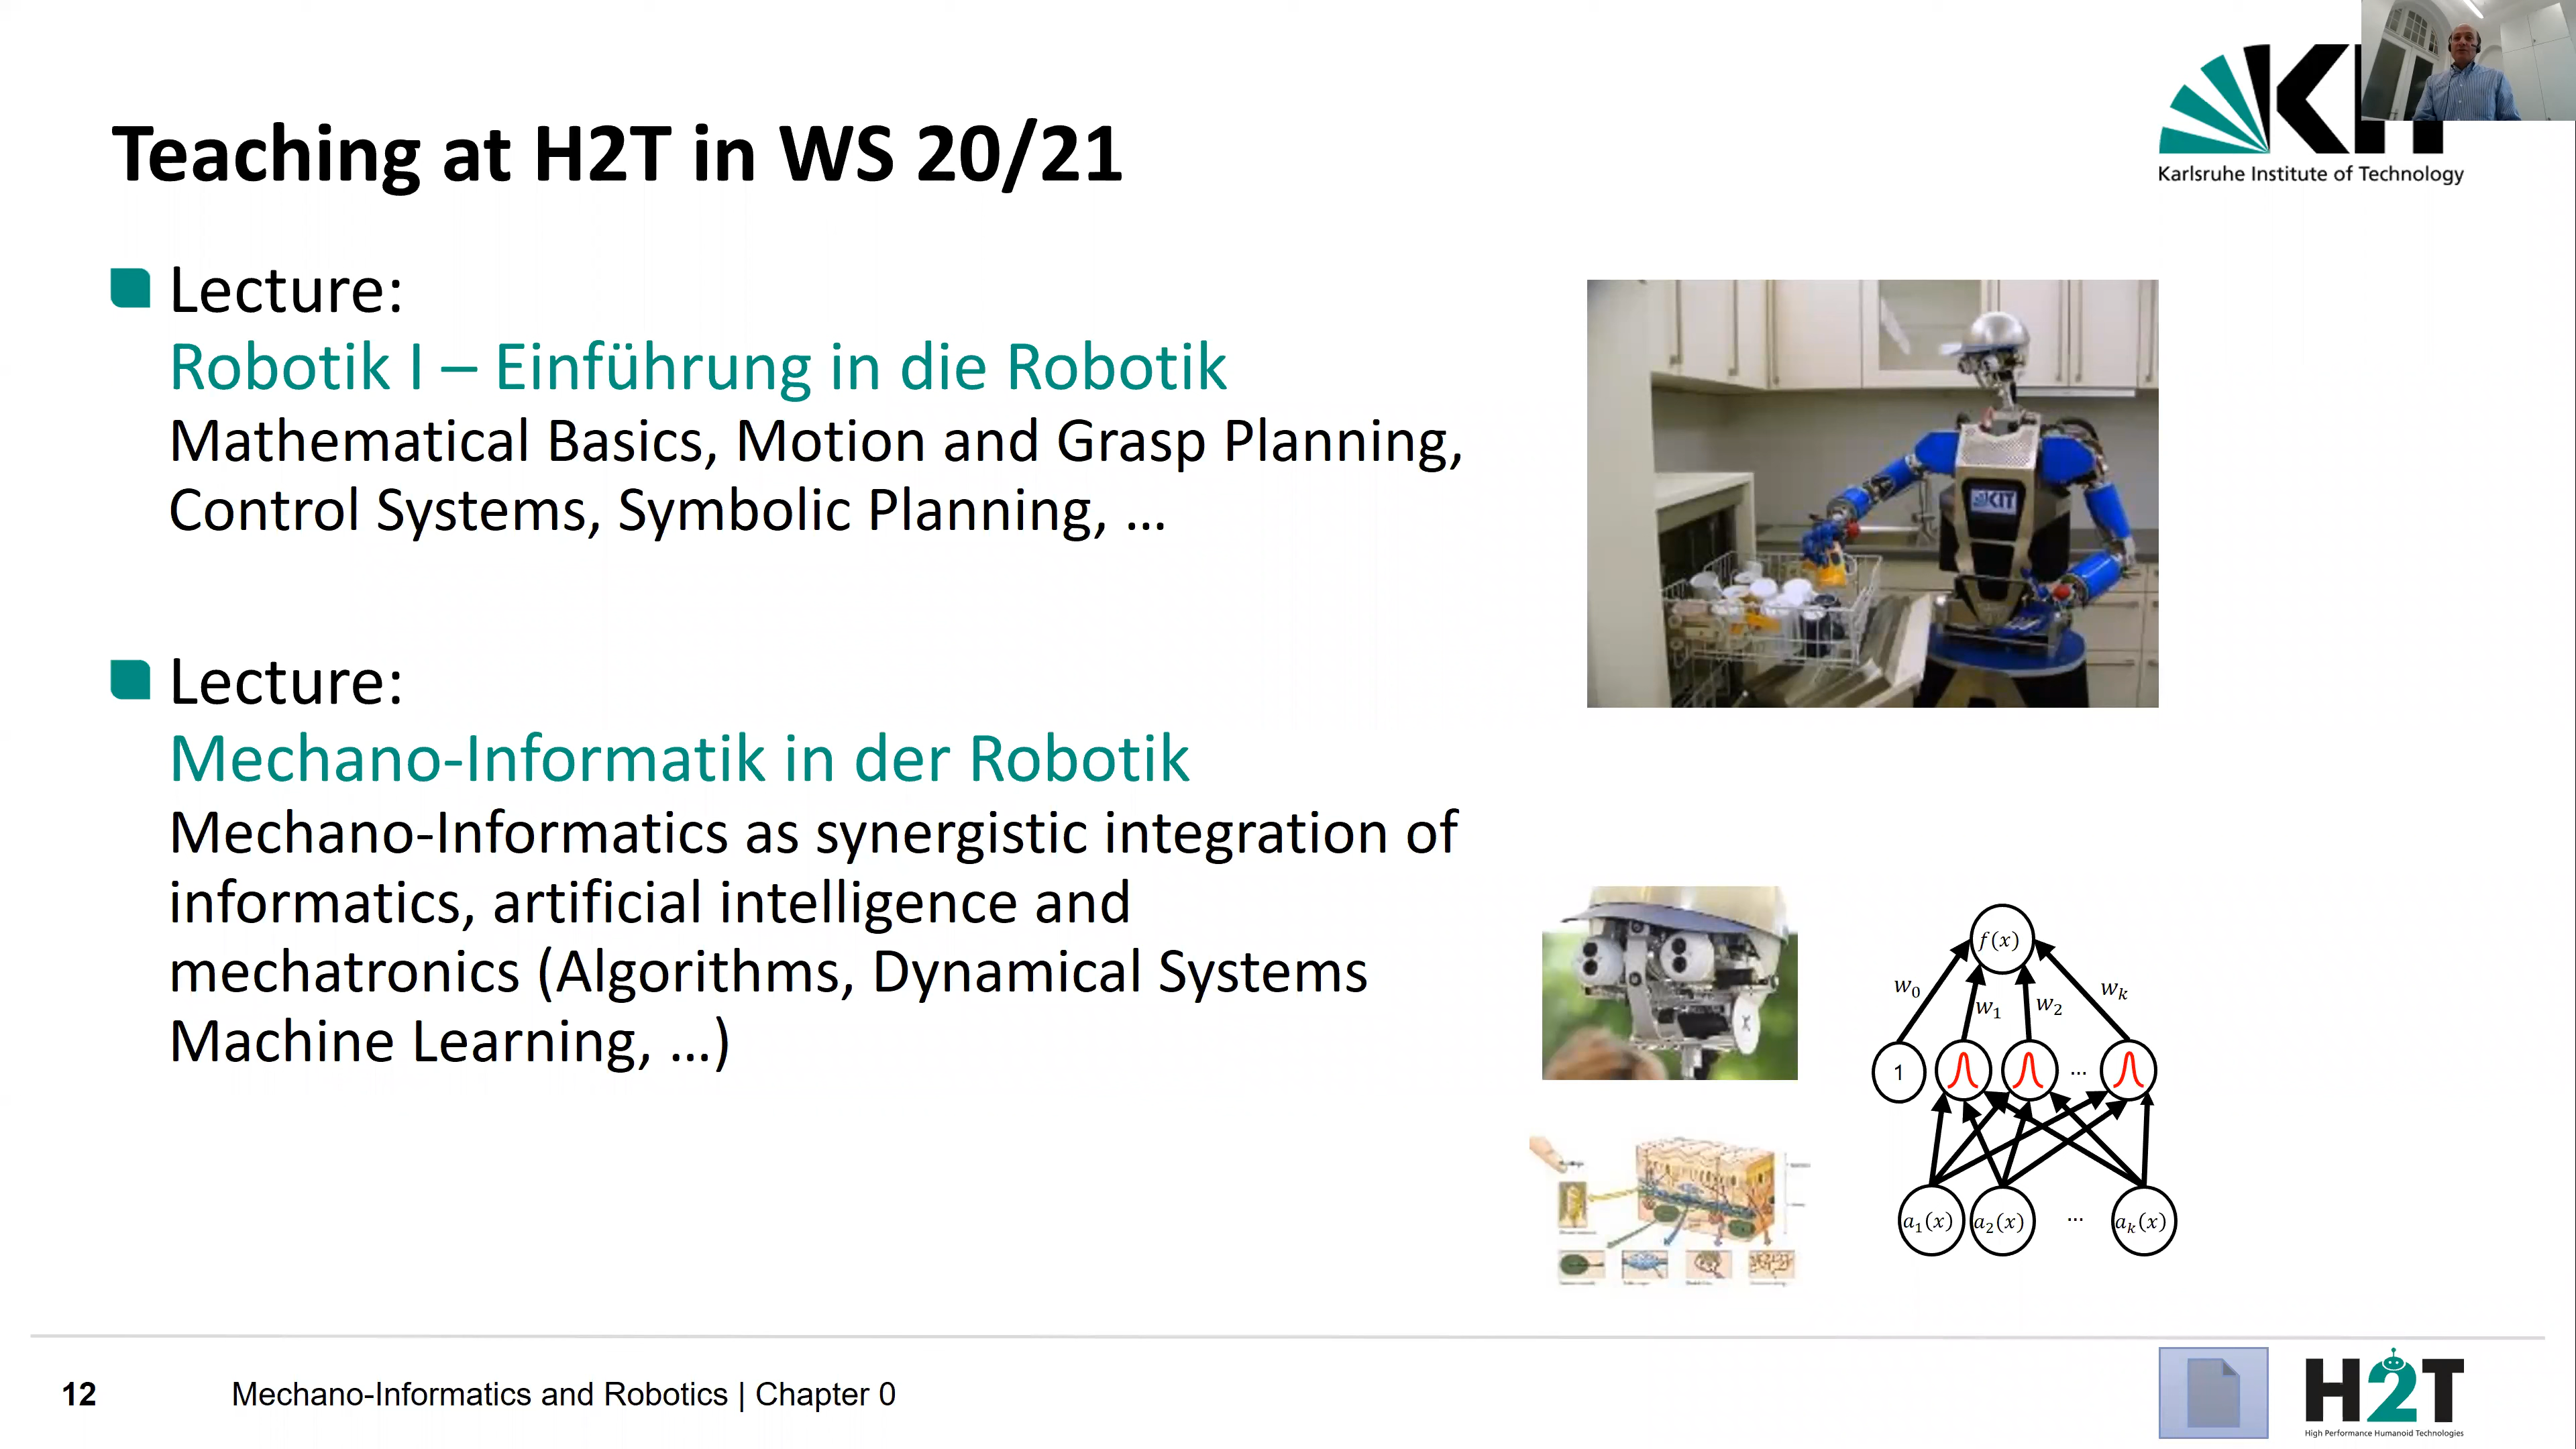 Teaching at H2T in WS 20/21
KIT
Karlsruhe Institute of Technology
Lecture:
Robotik I – Einführung in die Robotik
Mathematical Basics, Motion and Grasp Planning,
Control Systems, Symbolic Planning, ...
KIT
Lecture:
Mechano-Informatik in der Robotik
Mechano-Informatics as synergistic integration of
informatics, artificial intelligence and
mechatronics (Algorithms, Dynamical Systems
Machine Learning, ...)
f(x)
w₀ w₁ w₂ wₖ
1 ...
a₁(x) a₂(x) ... aₖ(x)
12 Mechano-Informatics and Robotics | Chapter 0
H2T
High Performance Humanoid Technologies